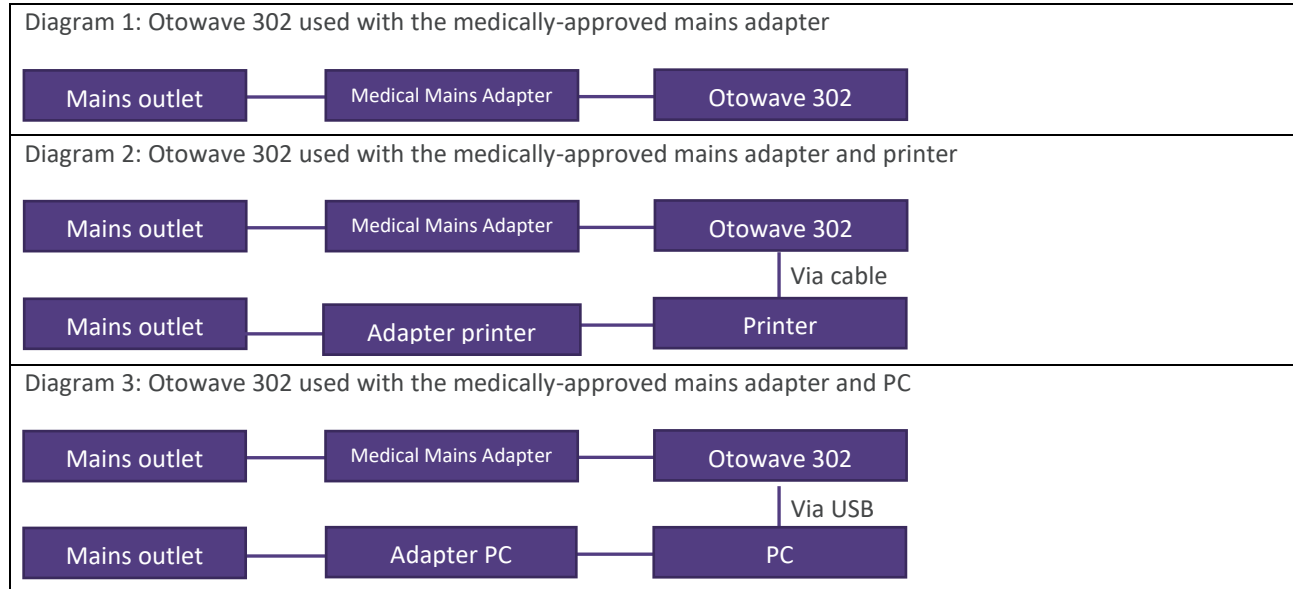 Diagram 1: Otowave 302 used with the medically-approved mains adapter
Mains outlet Medical Mains Adapter Otowave 302
Diagram 2: Otowave 302 used with the medically-approved mains adapter and printer
Mains outlet Medical Mains Adapter Otowave 302
Via cable
Mains outlet Adapter printer Printer
Diagram 3: Otowave 302 used with the medically-approved mains adapter and PC
Mains outlet Medical Mains Adapter Otowave 302
Via USB
Mains outlet Adapter PC PC